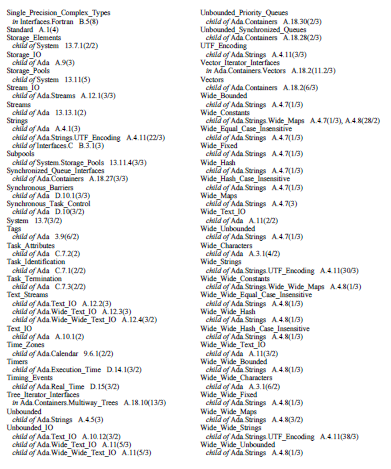 Single_Precision_Complex_Types
in Interfaces.Fortran B.5(8)
Standard A.1(4)
Storage_Elements
child of System 13.7.1(2/2)
Storage_IO
child of Ada A.9(3)
Storage_Pools
child of System 13.11(5)
Stream_IO
child of Ada.Streams A.12.1(3/3)
Streams
child of Ada 13.13.1(2)
Strings
child of Ada A.4.1(3)
child of Ada.Strings.UTF_Encoding A.4.11(22/3)
child of Interfaces.C B.3.1(3)
Subpools
child of System.Storage_Pools 13.11.4(3/3)
Synchronized_Queue_Interfaces
child of Ada.Containers A.18.27(3/3)
Synchronous_Barriers
child of Ada D.10.1(3/3)
Synchronous_Task_Control
child of Ada D.10(3/2)
System 13.7(3/2)
Tags
child of Ada 3.9(6/2)
Task_Attributes
child of Ada C.7.2(2)
Task_Identification
child of Ada C.7.1(2/2)
Task_Termination
child of Ada C.7.3(2/2)
Text_Streams
child of Ada.Text_IO A.12.2(3)
child of Ada.Wide_Text_IO A.12.3(3)
child of Ada.Wide_Wide_Text_IO A.12.4(3/2)
Text_IO
child of Ada A.10.1(2)
Time_Zones
child of Ada.Calendar 9.6.1(2/2)
Timers
child of Ada.Execution_Time D.14.1(3/2)
Timing_Events
child of Ada.Real_Time D.15(3/2)
Tree_Iterator_Interfaces
in Ada.Containers.Multiway_Trees A.18.10(13/3)
Unbounded
child of Ada.Strings A.4.5(3)
Unbounded_IO
child of Ada.Text_IO A.10.12(3/2)
child of Ada.Wide_Text_IO A.11(5/3)
child of Ada.Wide_Wide_Text_IO A.11(5/3)
Unbounded_Priority_Queues
child of Ada.Containers A.18.30(2/3)
Unbounded_Synchronized_Queues
child of Ada.Containers A.18.28(2/3)
UTF_Encoding
child of Ada.Strings A.4.11(3/3)
Vector_Iterator_Interfaces
in Ada.Containers.Vectors A.18.2(11.2/3)
Vectors
child of Ada.Containers A.18.2(6/3)
Wide_Bounded
child of Ada.Strings A.4.7(1/3)
Wide_Constants
child of Ada.Strings.Wide_Maps A.4.7(1/3), A.4.8(28/2)
Wide_Equal_Case_Insensitive
child of Ada.Strings A.4.7(1/3)
Wide_Fixed
child of Ada.Strings A.4.7(1/3)
Wide_Hash
child of Ada.Strings A.4.7(1/3)
Wide_Hash_Case_Insensitive
child of Ada.Strings A.4.7(1/3)
Wide_Maps
child of Ada.Strings A.4.7(3)
Wide_Text_IO
child of Ada A.11(2/2)
Wide_Unbounded
child of Ada.Strings A.4.7(1/3)
Wide_Characters
child of Ada A.3.1(4/2)
Wide_Strings
child of Ada.Strings.UTF_Encoding A.4.11(30/3)
Wide_Wide_Constants
child of Ada.Strings.Wide_Wide_Maps A.4.8(1/3)
Wide_Wide_Equal_Case_Insensitive
child of Ada.Strings A.4.8(1/3)
Wide_Wide_Hash
child of Ada.Strings A.4.8(1/3)
Wide_Wide_Hash_Case_Insensitive
child of Ada.Strings A.4.8(1/3)
Wide_Wide_Text_IO
child of Ada A.11(3/2)
Wide_Wide_Bounded
child of Ada.Strings A.4.8(1/3)
Wide_Wide_Characters
child of Ada A.3.1(6/2)
Wide_Wide_Fixed
child of Ada.Strings A.4.8(1/3)
Wide_Wide_Maps
child of Ada.Strings A.4.8(3/2)
Wide_Wide_Strings
child of Ada.Strings.UTF_Encoding A.4.11(38/3)
Wide_Wide_Unbounded
child of Ada.Strings A.4.8(1/3)